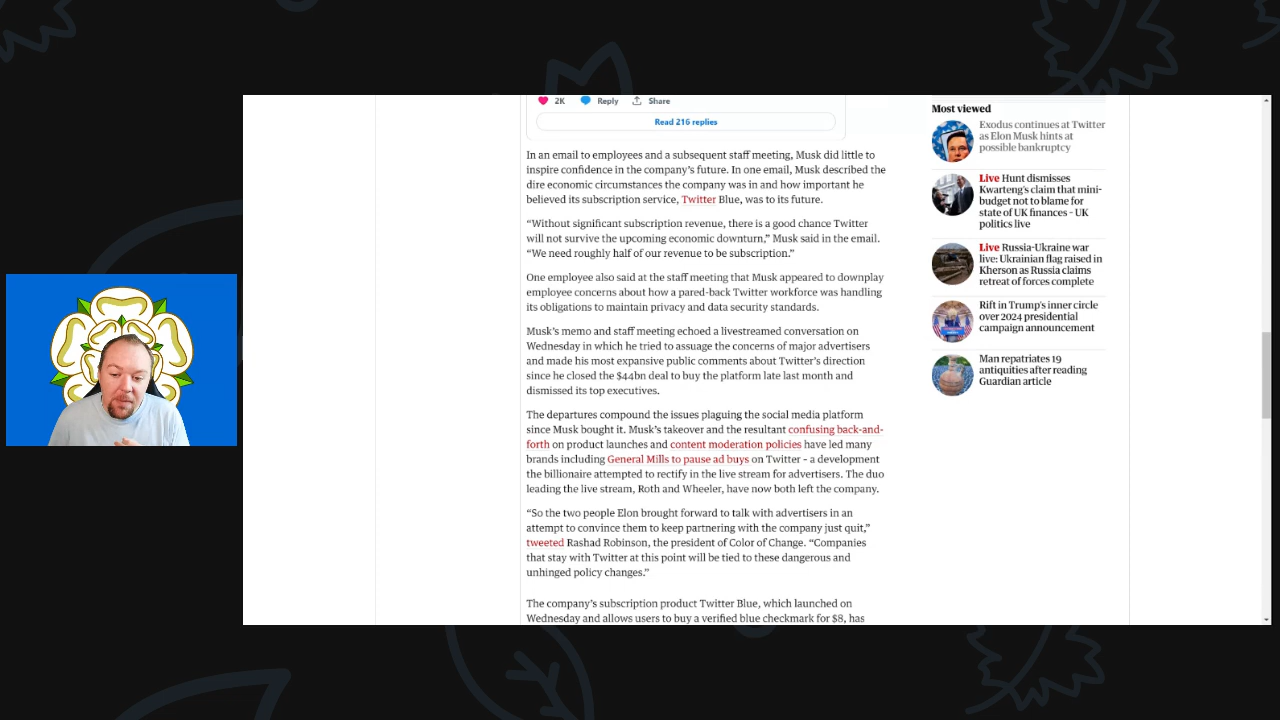 2K Reply Share
Read 216 replies
In an email to employees and a subsequent staff meeting, Musk did little to
inspire confidence in the company's future. In one email, Musk described the
dire economic circumstances the company was in and how important he
believed its subscription service, Twitter Blue, was to its future.
“Without significant subscription revenue, there is a good chance Twitter
will not survive the upcoming economic downturn,” Musk said in the email.
“We need roughly half of our revenue to be subscription.”
One employee also said at the staff meeting that Musk appeared to downplay
employee concerns about how a pared-back Twitter workforce was handling
its obligations to maintain privacy and data security standards.
Musk's memo and staff meeting echoed a livestreamed conversation on
Wednesday in which he tried to assuage the concerns of major advertisers
and made his most expansive public comments about Twitter's direction
since he closed the $44bn deal to buy the platform late last month and
dismissed its top executives.
The departures compound the issues plaguing the social media platform
since Musk bought it. Musk's takeover and the resultant confusing back-and-
forth on product launches and content moderation policies have led many
brands including General Mills to pause ad buys on Twitter – a development
the billionaire attempted to rectify in the live stream for advertisers. The duo
leading the live stream, Roth and Wheeler, have now both left the company.
“So the two people Elon brought forward to talk with advertisers in an
attempt to convince them to keep partnering with the company just quit,”
tweeted Rashad Robinson, the president of Color of Change. “Companies
that stay with Twitter at this point will be tied to these dangerous and
unhinged policy changes.”
The company's subscription product Twitter Blue, which launched on
Wednesday and allows users to buy a verified blue checkmark for $8, has
Most viewed
Exodus continues at Twitter
as Elon Musk hints at
possible bankruptcy
Live Hunt dismisses
Kwarteng's claim that mini-
budget not to blame for
state of UK finances – UK
politics live
Live Russia-Ukraine war
live: Ukrainian flag raised in
Kherson as Russia claims
retreat of forces complete
Rift in Trump's inner circle
over 2024 presidential
campaign announcement
Man repatriates 19
antiquities after reading
Guardian article